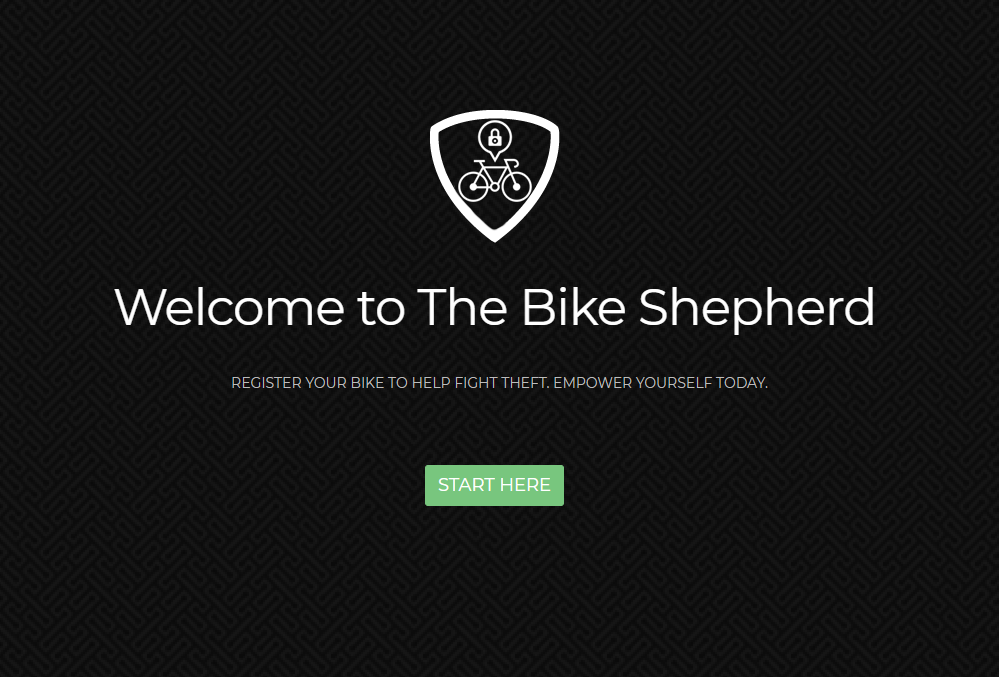 Welcome to The Bike Shepherd
REGISTER YOUR BIKE TO HELP FIGHT THEFT. EMPOWER YOURSELF TODAY.
START HERE